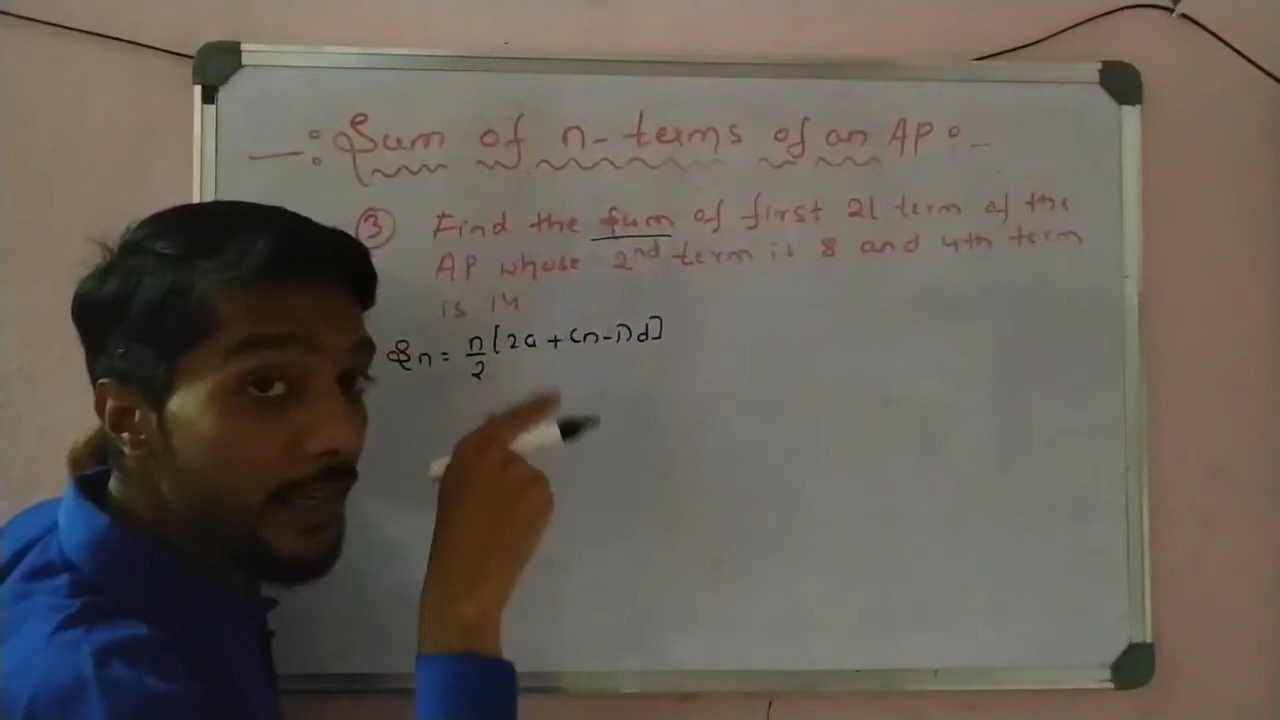 —: Sum of n-terms of an AP :-
③ Find the sum of first 21 term of the
AP whose 2nd term is 8 and 4th term
is 14
Sn = n/2 [2a + (n-1)d]